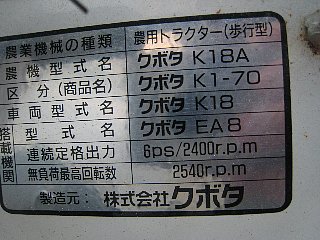 農業機械の種類 農用トラクター(歩行型)
農機型式名 クボタ K18A
区分(商品名) クボタ K1-70
車両型式名 クボタ K18
搭載機関 型式名 クボタ EA8
連続定格出力 6ps/2400r.p.m
無負荷最高回転数 2540r.p.m
製造元: 株式会社クボタ